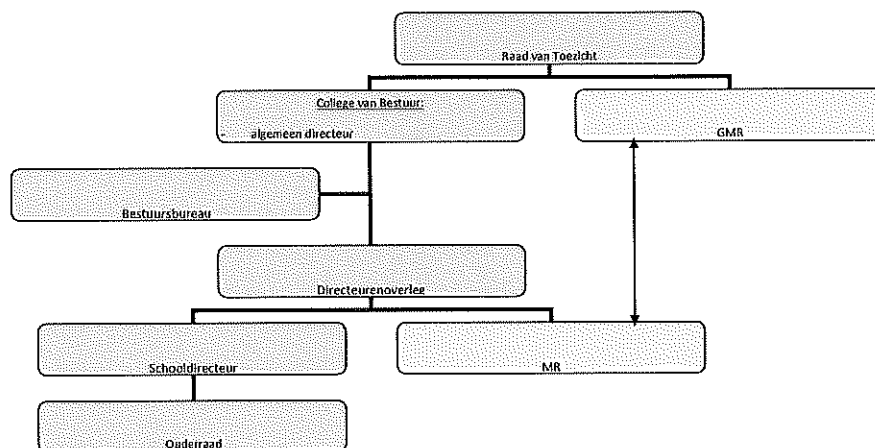 Raad van Toezicht
College van Bestuur:
- algemeen directeur
GMR
Bestuursbureau
Directeurenoverleg
Schooldirecteur
MR
Ouderraad